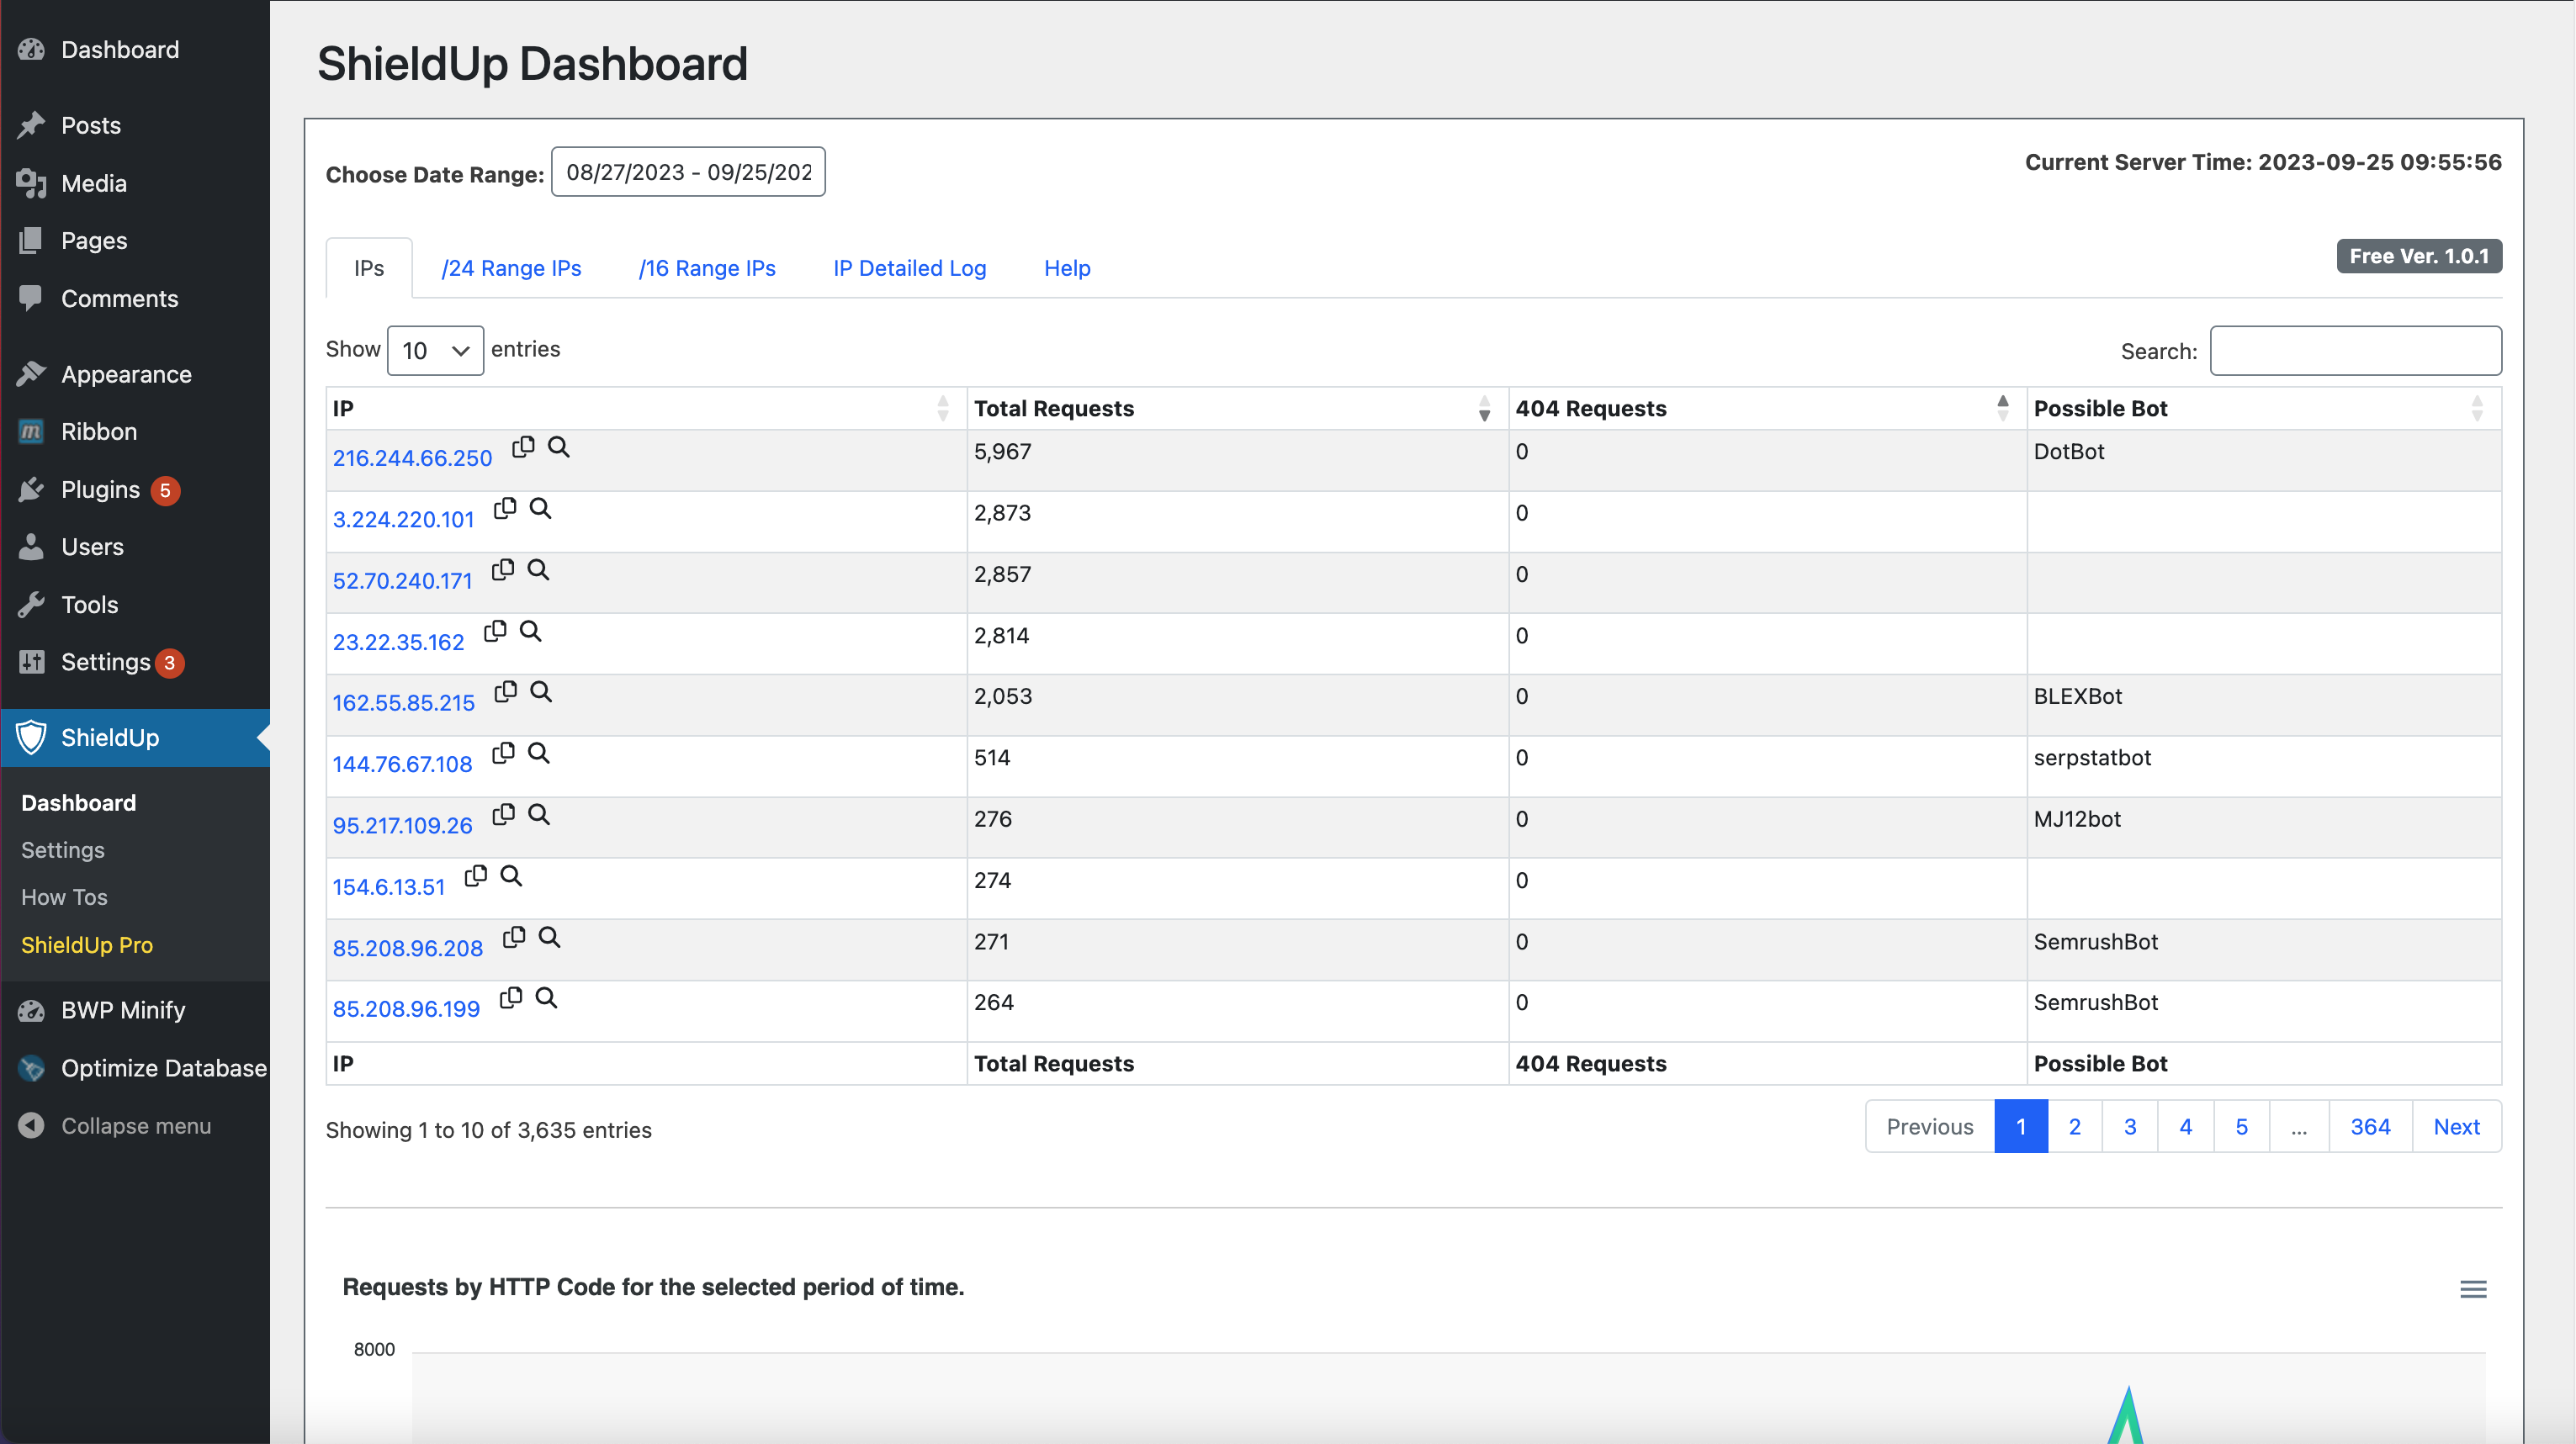 Dashboard
Posts
Media
Pages
Comments
Appearance
Ribbon
Plugins 5
Users
Tools
Settings 3
ShieldUp
Dashboard
Settings
How Tos
ShieldUp Pro
BWP Minify
Optimize Database
Collapse menu
ShieldUp Dashboard
Choose Date Range: 08/27/2023 - 09/25/202
Current Server Time: 2023-09-25 09:55:56
IPs /24 Range IPs /16 Range IPs IP Detailed Log Help
Free Ver. 1.0.1
Show 10 entries
Search:
IP Total Requests 404 Requests Possible Bot
216.244.66.250 5,967 0 DotBot
3.224.220.101 2,873 0
52.70.240.171 2,857 0
23.22.35.162 2,814 0
162.55.85.215 2,053 0 BLEXBot
144.76.67.108 514 0 serpstatbot
95.217.109.26 276 0 MJ12bot
154.6.13.51 274 0
85.208.96.208 271 0 SemrushBot
85.208.96.199 264 0 SemrushBot
IP Total Requests 404 Requests Possible Bot
Showing 1 to 10 of 3,635 entries
Previous 1 2 3 4 5 ... 364 Next
Requests by HTTP Code for the selected period of time.
8000